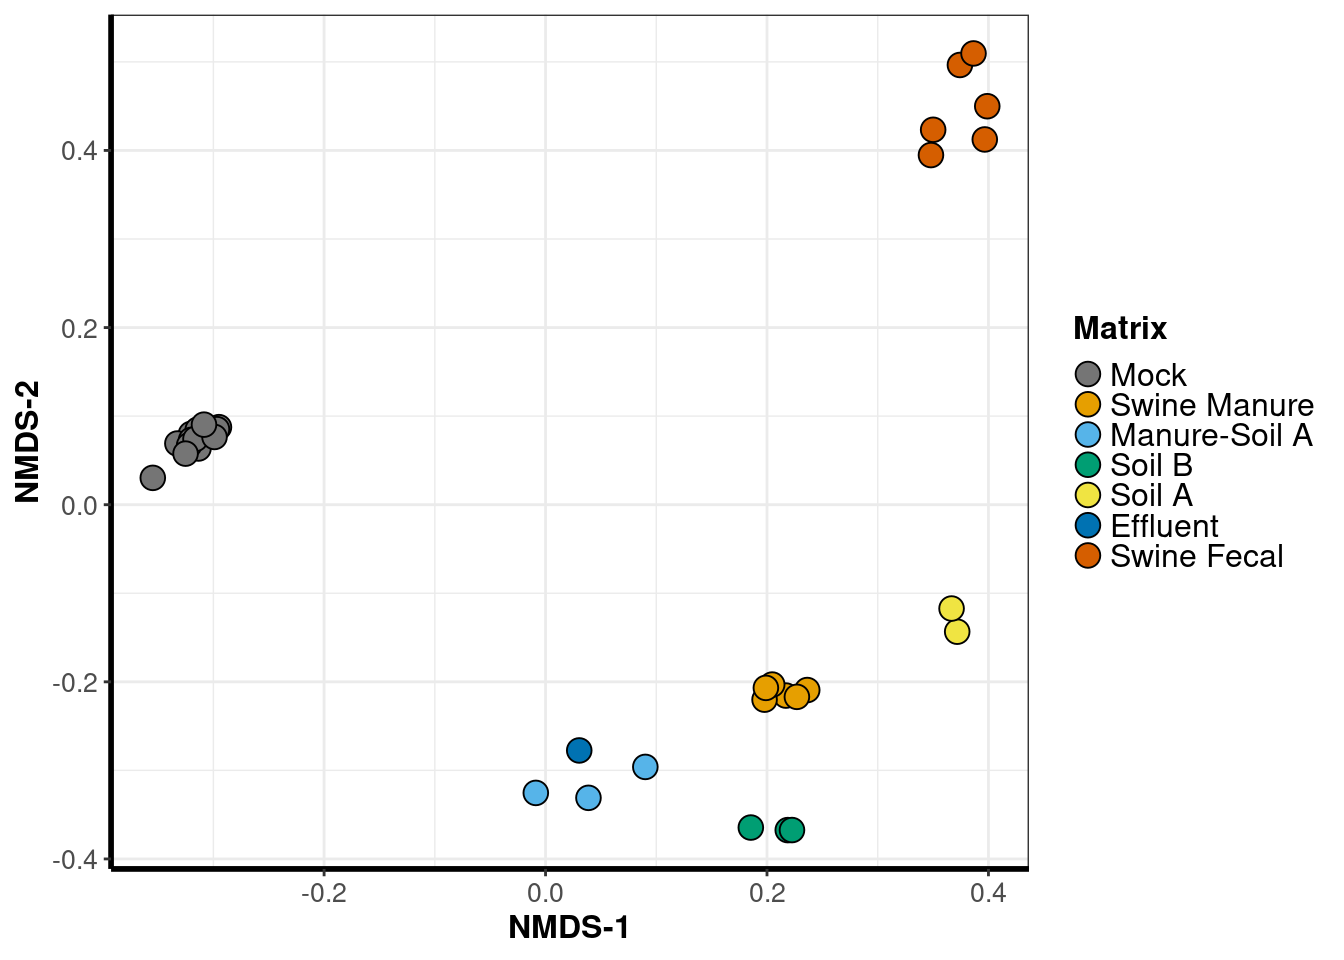 NMDS-2
0.4
0.2
0.0
-0.2
-0.4
-0.2
0.0
0.2
0.4
NMDS-1
Matrix
Mock
Swine Manure
Manure-Soil A
Soil B
Soil A
Effluent
Swine Fecal